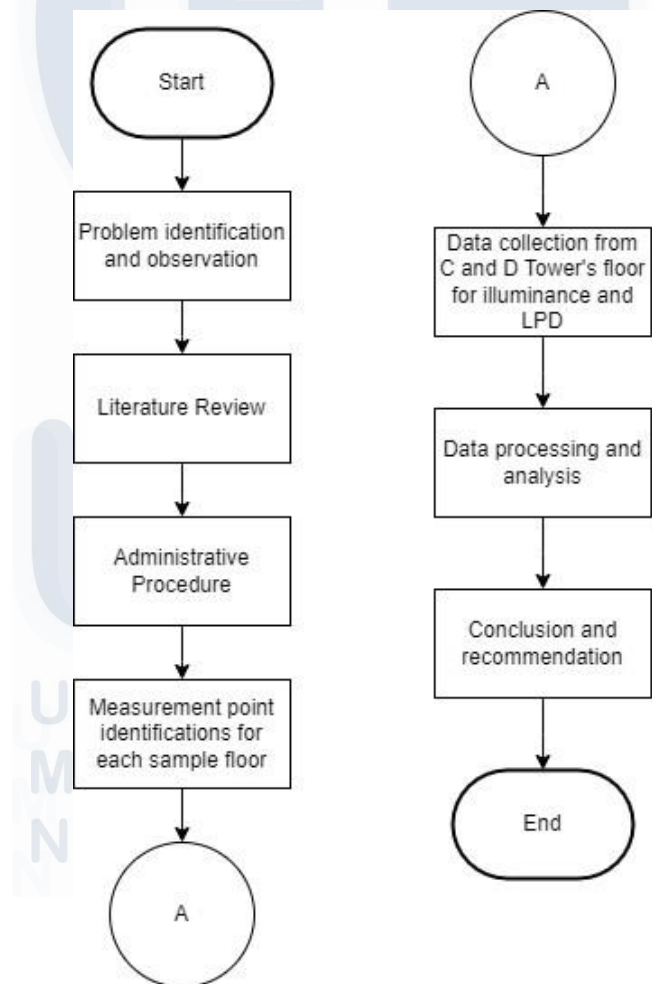 Start
Problem identification
and observation
Literature Review
Administrative
Procedure
Measurement point
identifications for
each sample floor
A
A
Data collection from
C and D Tower's floor
for illuminance and
LPD
Data processing and
analysis
Conclusion and
recommendation
End
U
M
N